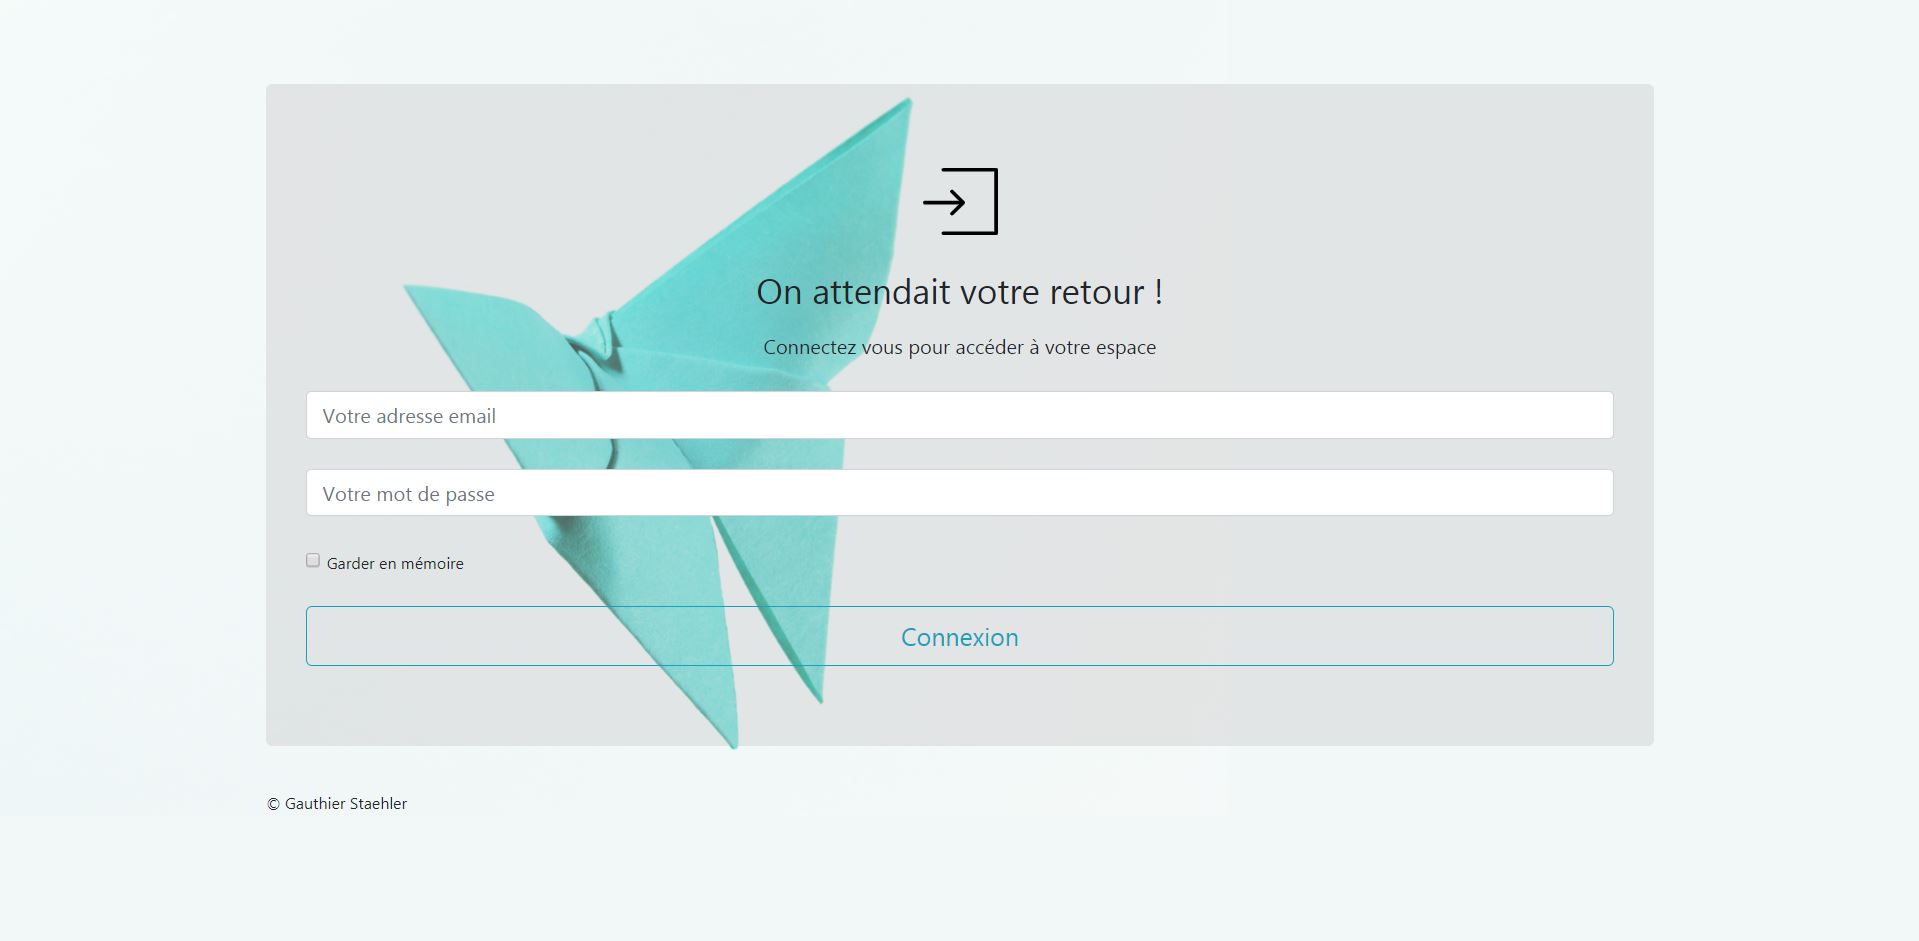 On attendait votre retour !
Connectez vous pour accéder à votre espace
Votre adresse email
Votre mot de passe
Garder en mémoire
Connexion
© Gauthier Staehler